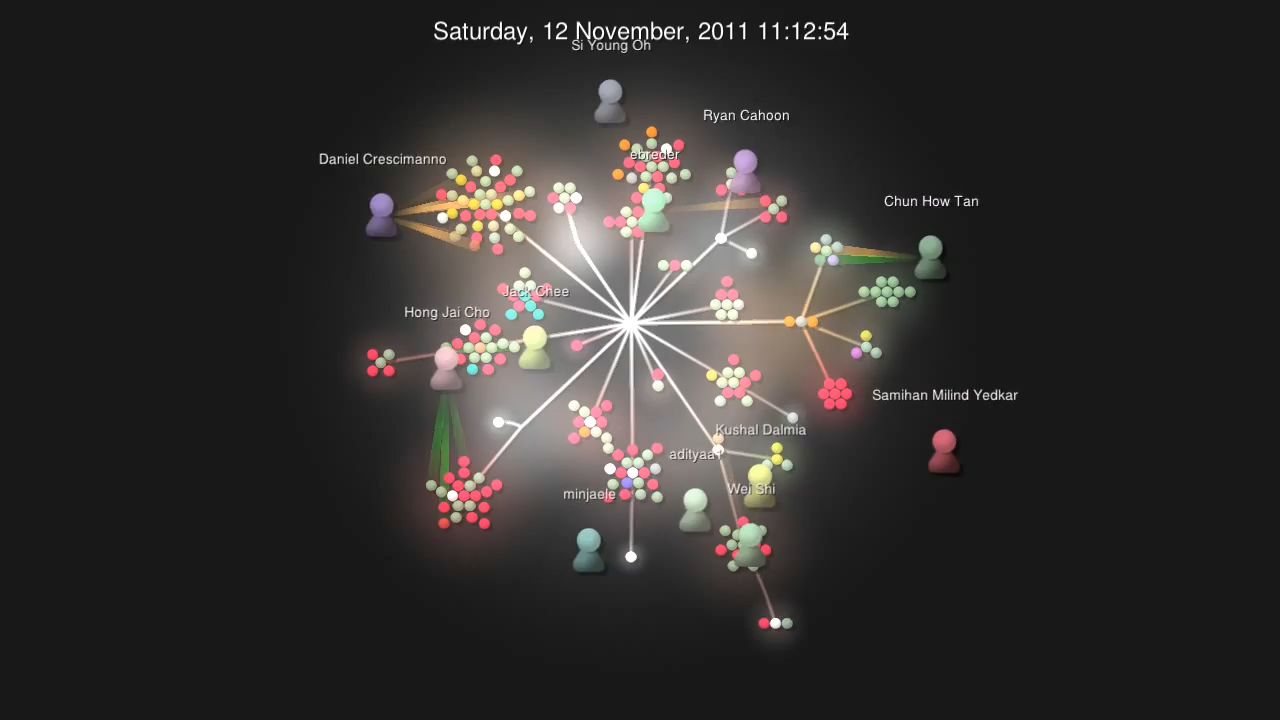 Saturday, 12 November, 2011 11:12:54
Si Young Oh
Ryan Cahoon
ebreder
Daniel Crescimanno
Chun How Tan
Jack Chee
Hong Jai Cho
Samihan Milind Yedkar
Kushal Dalmia
adityaa1
Wei Shi
minjaele